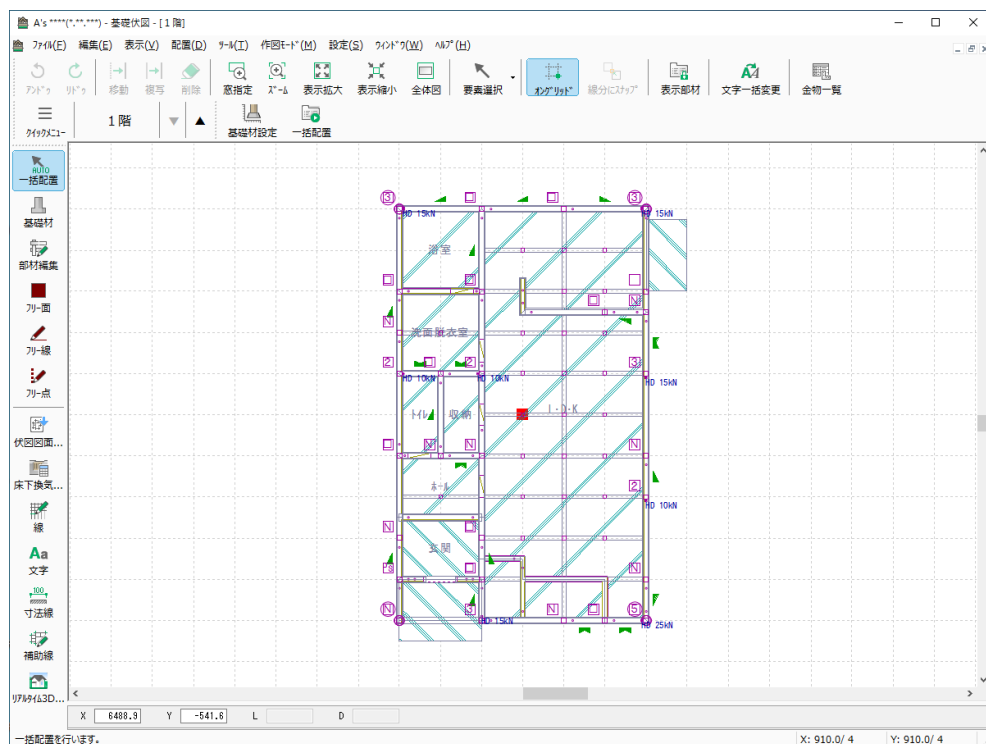 A's ****(*.**.***) - 基礎伏図 - [1 階]
ﾌｧｲﾙ(F) 編集(E) 表示(V) 配置(D) ﾂｰﾙ(T) 作図ﾓｰﾄﾞ(M) 設定(S) ｳｨﾝﾄﾞｳ(W) ﾍﾙﾌﾟ(H)
ｱﾝﾄﾞｩ ﾘﾄﾞｩ 移動 複写 削除 窓指定 ｽﾞｰﾑ 表示拡大 表示縮小 全体図 要素選択 ｵﾝｸﾞﾘｯﾄﾞ 線分にｽﾅｯﾌﾟ 表示部材 文字一括変更 金物一覧
ｸｲｯｸﾒﾆｭｰ 1 階 ▼ ▲ 基礎材設定 一括配置
AUTO
一括配置
基礎材
部材編集
ﾌﾘｰ面
ﾌﾘｰ線
ﾌﾘｰ点
伏図図面...
床下換気...
線
Aa
文字
100
寸法線
補助線
ﾘｱﾙﾀｲﾑ3D...
3 3
HD 15kN HD 15kN
浴室
2
N
N
洗面脱衣室
2 2 3
HD 10kN HD 10kN HD 15kN
トイレ 収納 L・D・K
N N N
ホール
2
HD 10kN
N
玄関
N
N 3 N 5
HD 15kN HD 25kN
X 6488.9 Y -541.6 L D
一括配置を行います。 X: 910.0/ 4 Y: 910.0/ 4